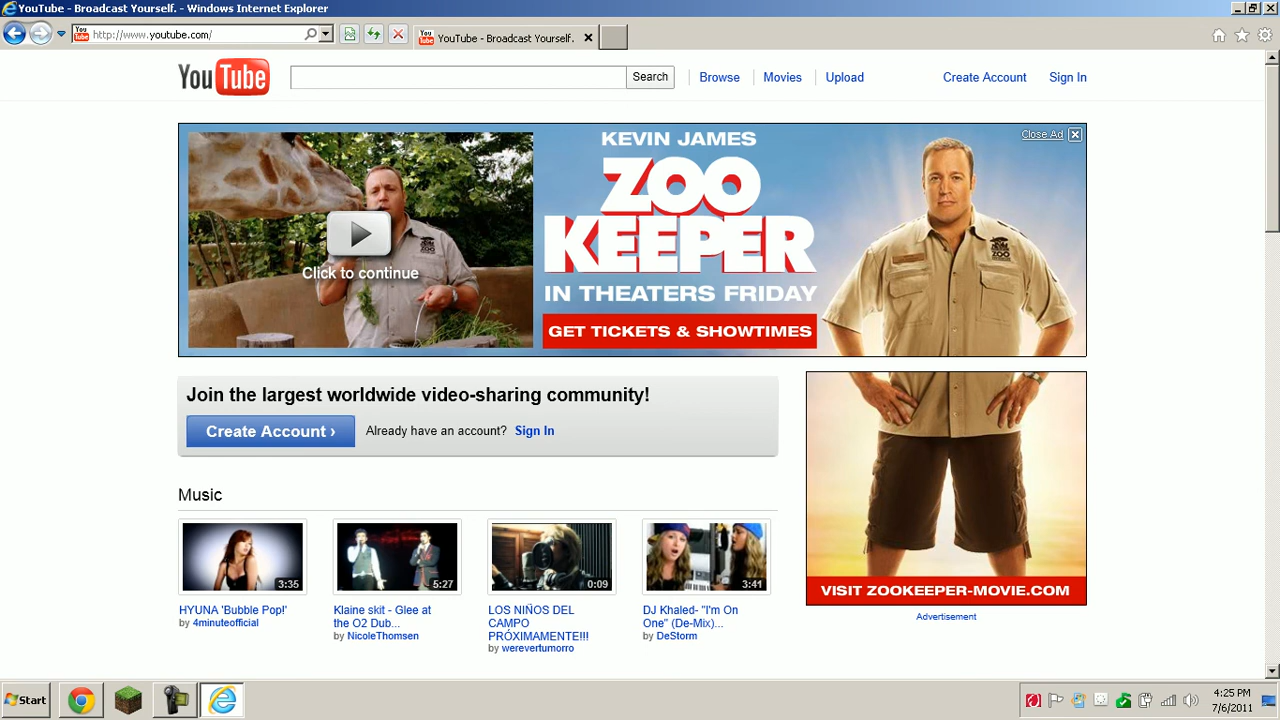 YouTube - Broadcast Yourself. - Windows Internet Explorer
http://www.youtube.com/
YouTube - Broadcast Yourself.
YouTube
Search
Browse
Movies
Upload
Create Account
Sign In
Close Ad
Click to continue
KEVIN JAMES
ZOO
KEEPER
IN THEATERS FRIDAY
GET TICKETS & SHOWTIMES
Join the largest worldwide video-sharing community!
Create Account ›
Already have an account? Sign In
VISIT ZOOKEEPER-MOVIE.COM
Advertisement
Music
3:35
5:27
0:09
3:41
HYUNA 'Bubble Pop!'
by 4minuteofficial
Klaine skit - Glee at
the O2 Dub...
by NicoleThomsen
LOS NIÑOS DEL
CAMPO
PRÓXIMAMENTE!!!
by werevertumorro
DJ Khaled- "I'm On
One" (De-Mix)...
by DeStorm
Start
4:25 PM
7/6/2011